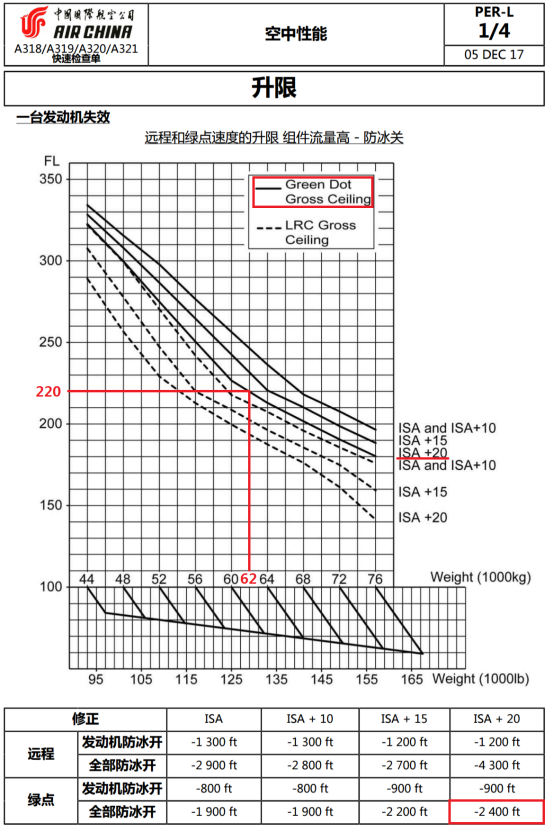 中国国际航空公司
AIR CHINA
A318/A319/A320/A321
快速检查单
空中性能
PER-L
1/4
05 DEC 17
升限
一台发动机失效
远程和绿点速度的升限 组件流量高 - 防冰关
FL
350
300
250
220
200
150
100
Green Dot
Gross Ceiling
LRC Gross
Ceiling
ISA and ISA+10
ISA +15
ISA +20
ISA and ISA+10
ISA +15
ISA +20
44 48 52 56 60 62 64 68 72 76 Weight (1000kg)
95 105 115 125 135 145 155 165 Weight (1000lb)
修正 ISA ISA + 10 ISA + 15 ISA + 20
远程 发动机防冰开 -1 300 ft -1 300 ft -1 200 ft -1 200 ft
全部防冰开 -2 900 ft -2 800 ft -2 700 ft -4 300 ft
绿点 发动机防冰开 -800 ft -800 ft -900 ft -900 ft
全部防冰开 -1 900 ft -1 900 ft -2 200 ft -2 400 ft